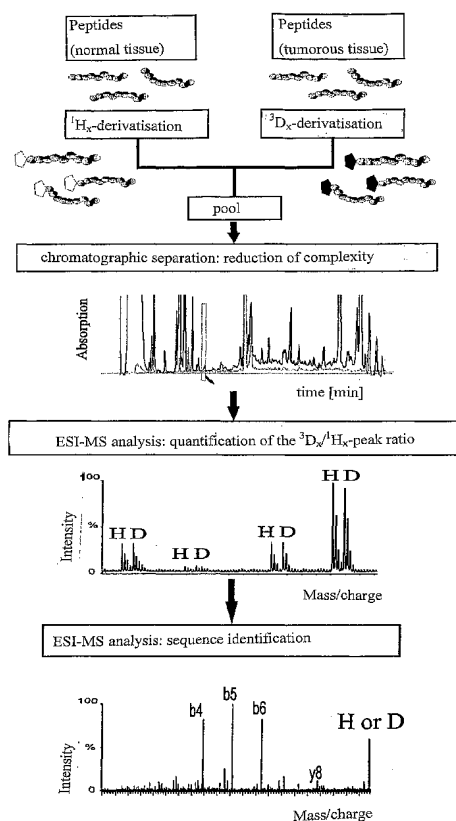 Peptides
(normal tissue)
Peptides
(tumorous tissue)
¹Hₓ-derivatisation
³Dₓ-derivatisation
pool
chromatographic separation: reduction of complexity
Absorption
time [min]
ESI-MS analysis: quantification of the ³Dₓ/¹Hₓ-peak ratio
100
%
0
Intensity
H D
H D
H D
H D
Mass/charge
ESI-MS analysis: sequence identification
100
%
0
Intensity
b4
b5
b6
y8
H or D
Mass/charge